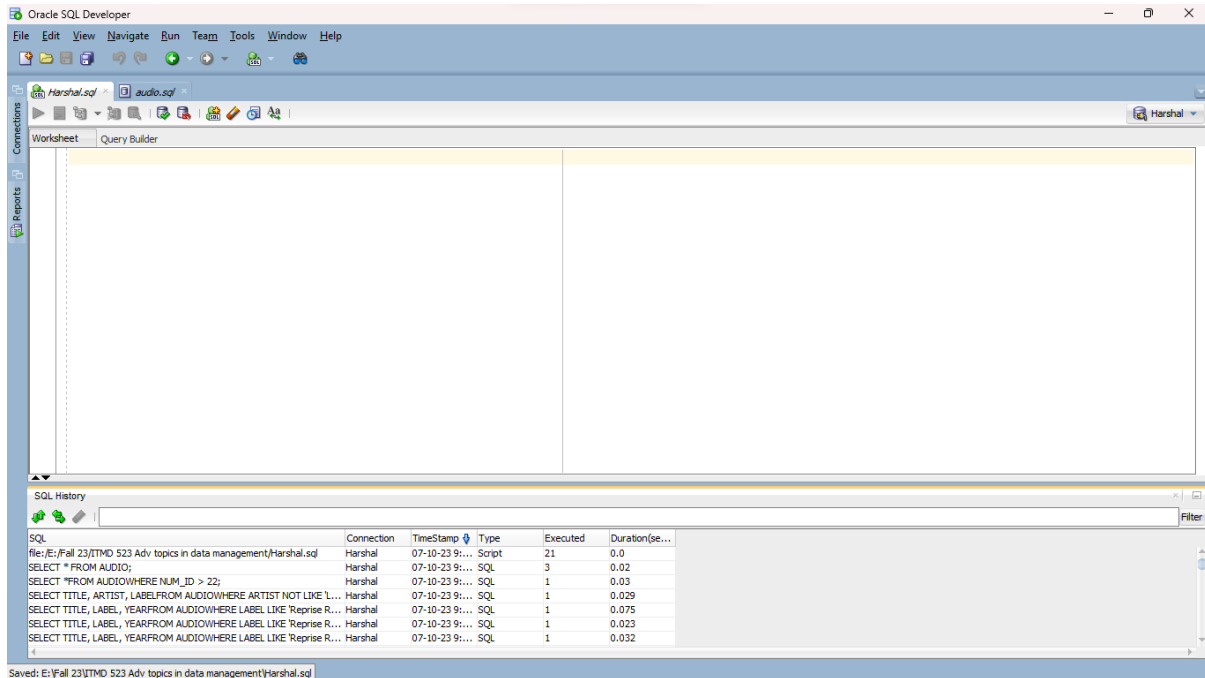 Oracle SQL Developer
File Edit View Navigate Run Team Tools Window Help
Harshal.sql audio.sql
Connections
Reports
Harshal
Worksheet Query Builder
SQL History
Filter
SQL Connection TimeStamp Type Executed Duration(se...
file:/E:/Fall 23/ITMD 523 Adv topics in data management/Harshal.sql Harshal 07-10-23 9:... Script 21 0.0
SELECT * FROM AUDIO; Harshal 07-10-23 9:... SQL 3 0.02
SELECT *FROM AUDIOWHERE NUM_ID > 22; Harshal 07-10-23 9:... SQL 1 0.03
SELECT TITLE, ARTIST, LABELFROM AUDIOWHERE ARTIST NOT LIKE 'L... Harshal 07-10-23 9:... SQL 1 0.029
SELECT TITLE, LABEL, YEARFROM AUDIOWHERE LABEL LIKE 'Reprise R... Harshal 07-10-23 9:... SQL 1 0.075
SELECT TITLE, LABEL, YEARFROM AUDIOWHERE LABEL LIKE 'Reprise R... Harshal 07-10-23 9:... SQL 1 0.023
SELECT TITLE, LABEL, YEARFROM AUDIOWHERE LABEL LIKE 'Reprise R... Harshal 07-10-23 9:... SQL 1 0.032
Saved: E:\Fall 23\ITMD 523 Adv topics in data management\Harshal.sql